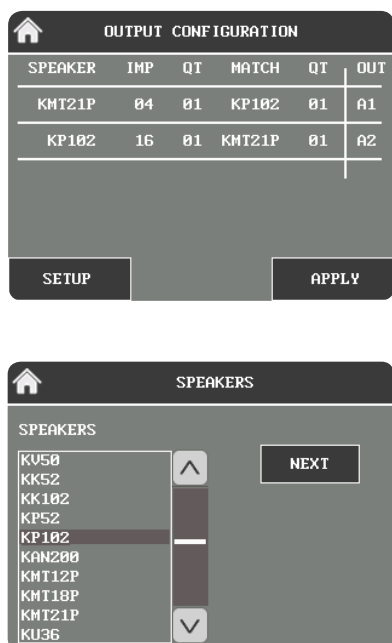 OUTPUT CONFIGURATION
SPEAKER IMP QT MATCH QT OUT
KMT21P 04 01 KP102 01 A1
KP102 16 01 KMT21P 01 A2
SETUP APPLY
SPEAKERS
SPEAKERS
NEXT
KV50
KK52
KK102
KP52
KP102
KAN200
KMT12P
KMT18P
KMT21P
KU36